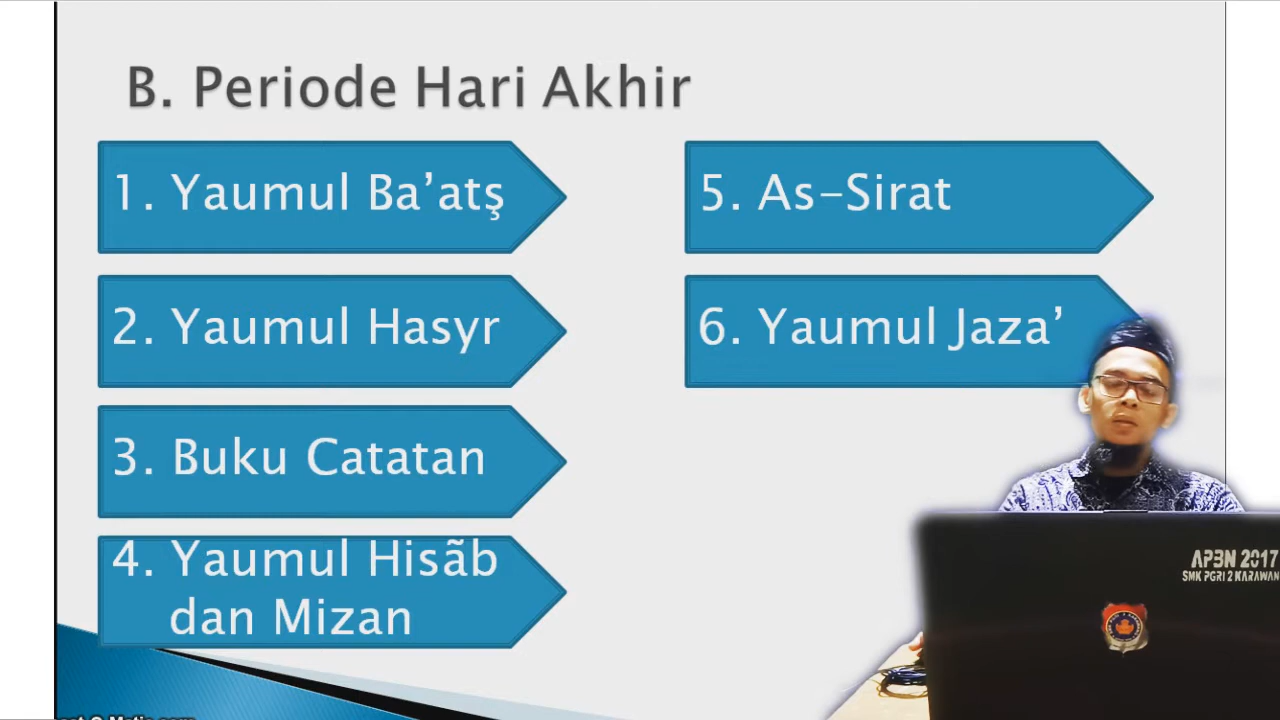 B. Periode Hari Akhir
1. Yaumul Ba’atş
2. Yaumul Hasyr
3. Buku Catatan
4. Yaumul Hisãb
dan Mizan
5. As-Sirat
6. Yaumul Jaza’
APBN 2017
SMK PGRI 2 KARAWAN